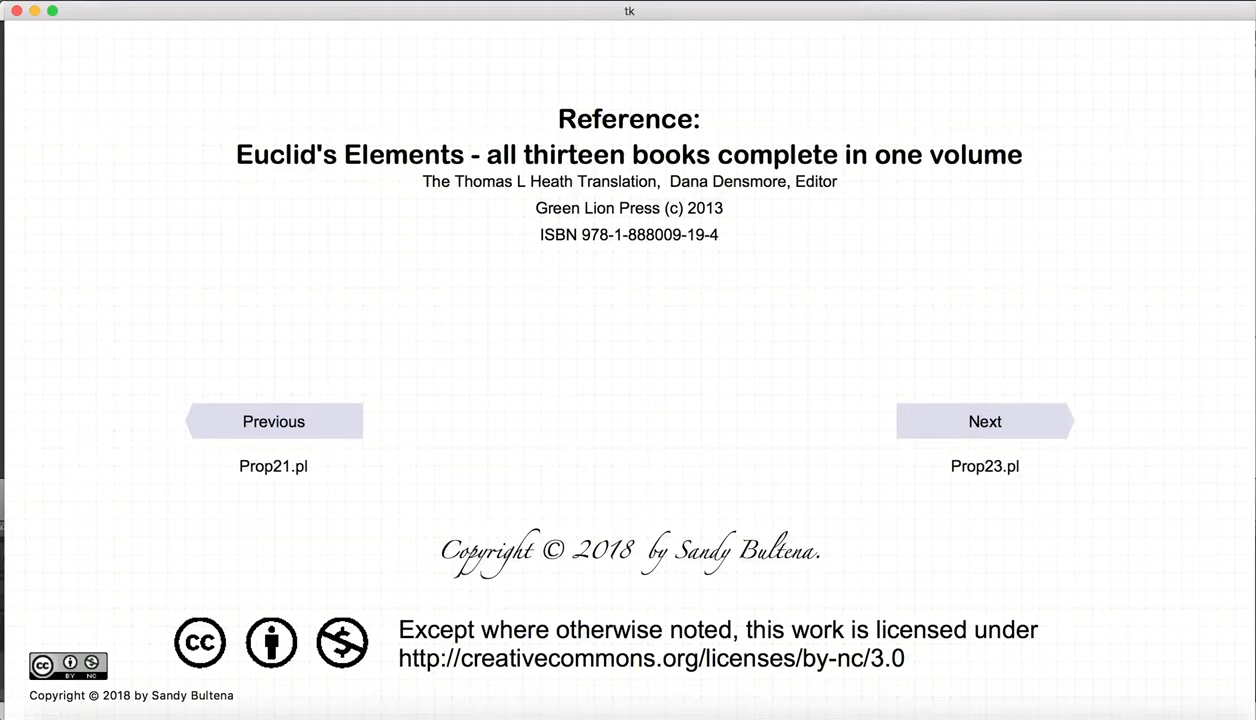 tk
Reference:
Euclid's Elements - all thirteen books complete in one volume
The Thomas L Heath Translation,  Dana Densmore, Editor
Green Lion Press (c) 2013
ISBN 978-1-888009-19-4
Previous
Next
Prop21.pl
Prop23.pl
Copyright © 2018 by Sandy Bultena.
cc
Except where otherwise noted, this work is licensed under
http://creativecommons.org/licenses/by-nc/3.0
cc
BY NC
Copyright © 2018 by Sandy Bultena